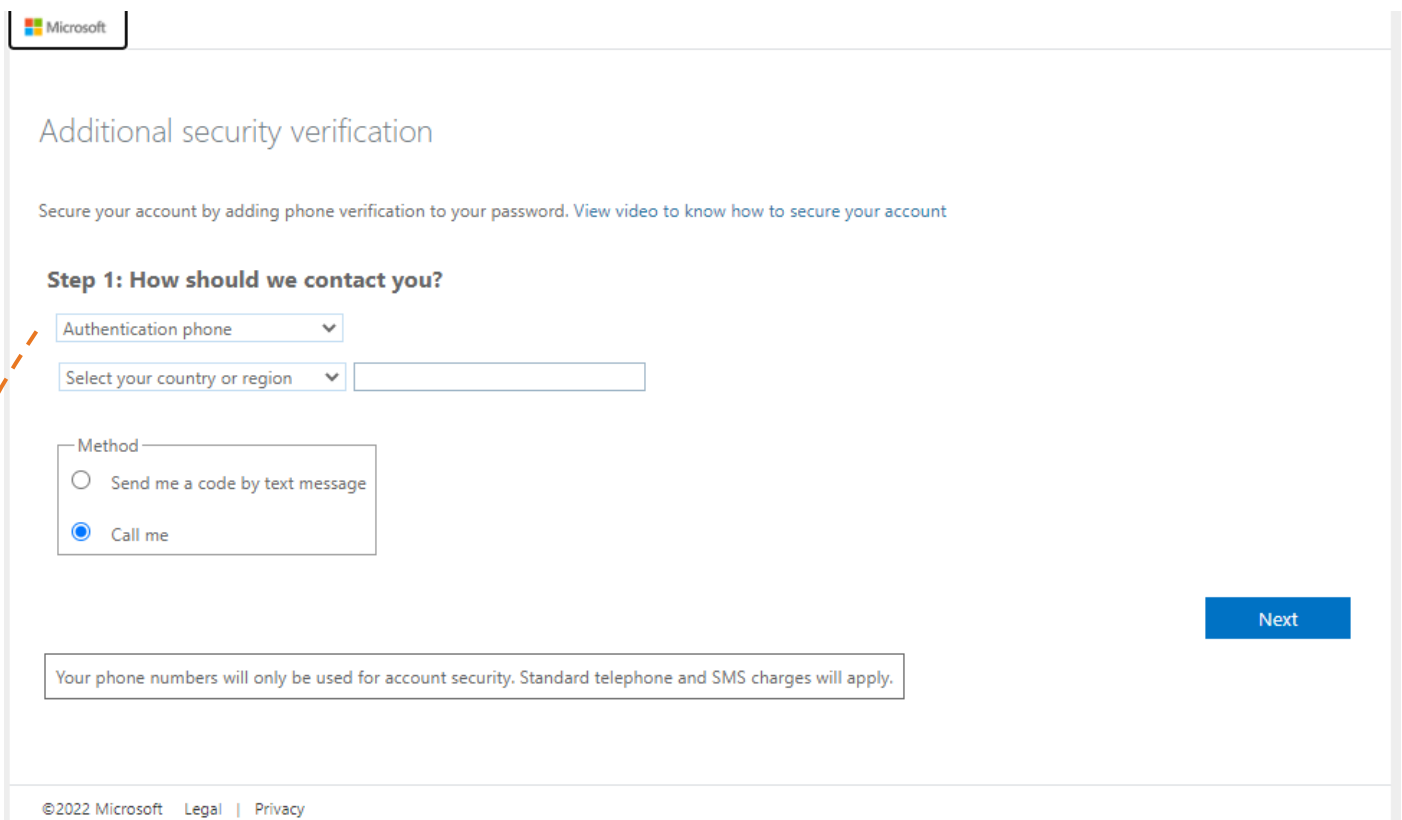 Microsoft
Additional security verification
Secure your account by adding phone verification to your password. View video to know how to secure your account
Step 1: How should we contact you?
Authentication phone
Select your country or region
Method
Send me a code by text message
Call me
Next
Your phone numbers will only be used for account security. Standard telephone and SMS charges will apply.
©2022 Microsoft Legal | Privacy